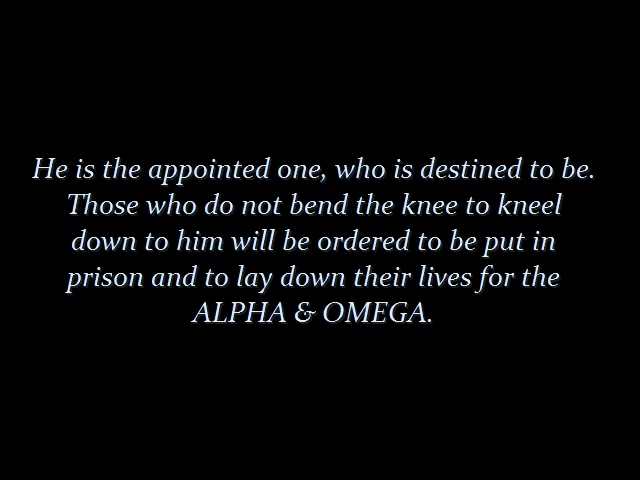 He is the appointed one, who is destined to be.
Those who do not bend the knee to kneel
down to him will be ordered to be put in
prison and to lay down their lives for the
ALPHA & OMEGA.